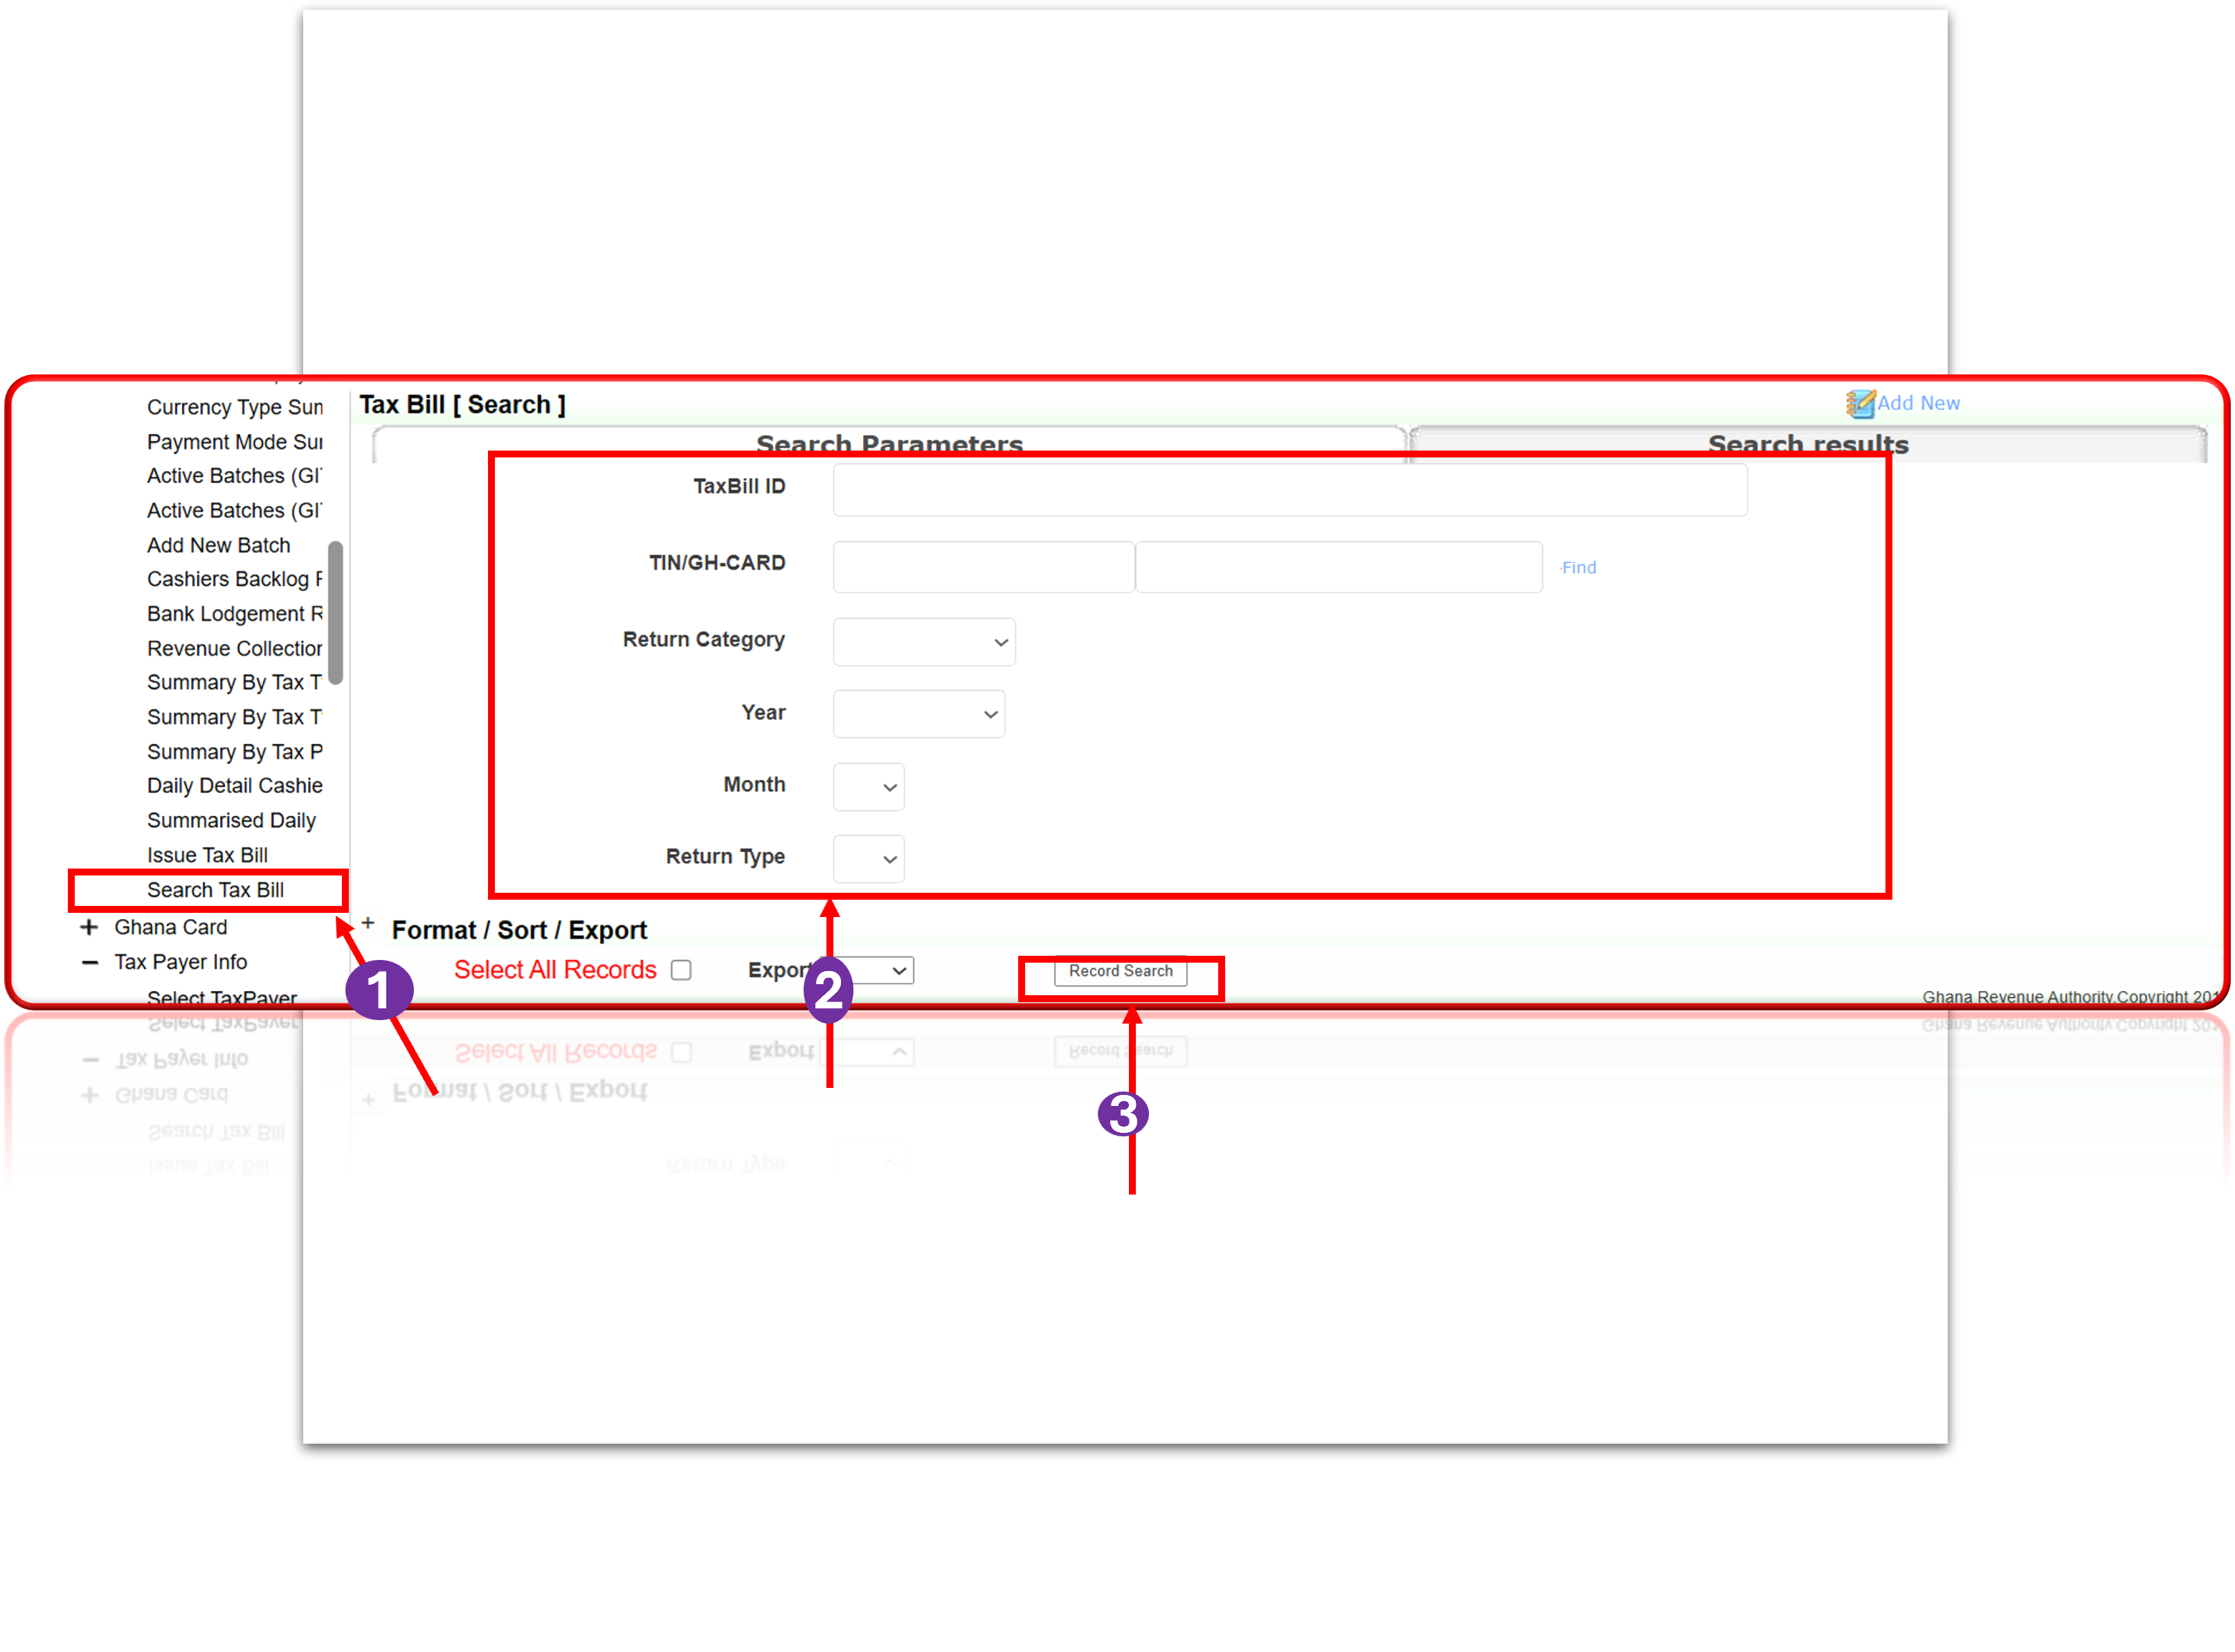 Currency Type Sun
Payment Mode Sui
Active Batches (GI
Active Batches (GI
Add New Batch
Cashiers Backlog F
Bank Lodgement R
Revenue Collection
Summary By Tax T
Summary By Tax T
Summary By Tax P
Daily Detail Cashie
Summarised Daily
Issue Tax Bill
Search Tax Bill
Ghana Card
Tax Payer Info
Select TaxPayer
Tax Bill [ Search ]
Add New
Search Parameters
Search results
TaxBill ID
TIN/GH-CARD
Find
Return Category
Year
Month
Return Type
Format / Sort / Export
Select All Records
Export
Record Search
Ghana Revenue Authority.Copyright 201
1
2
3